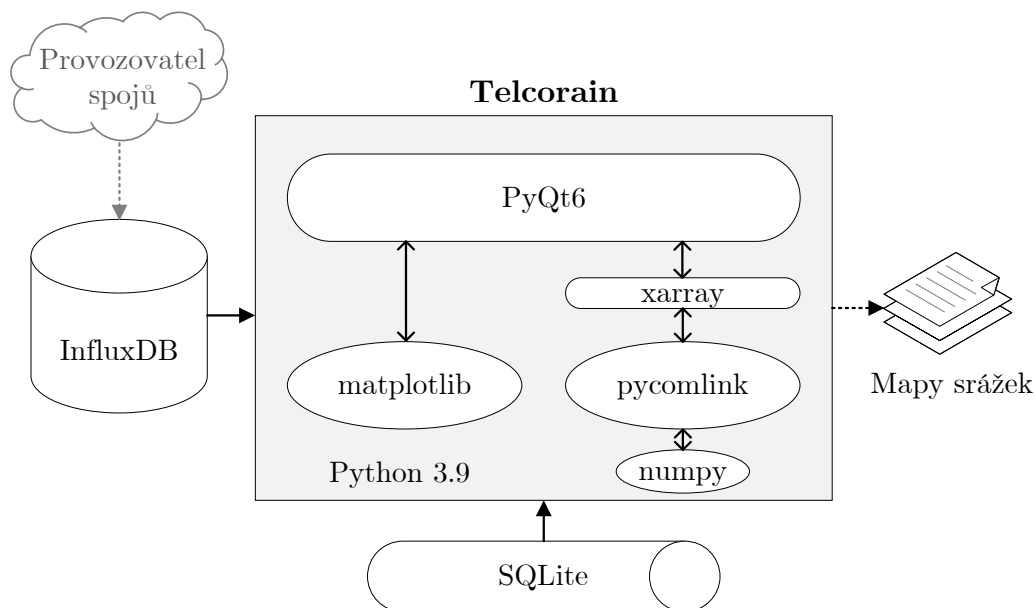 Provozovatel
spojů
Telcorain
PyQt6
xarray
InfluxDB
matplotlib
pycomlink
Mapy srážek
Python 3.9
numpy
SQLite